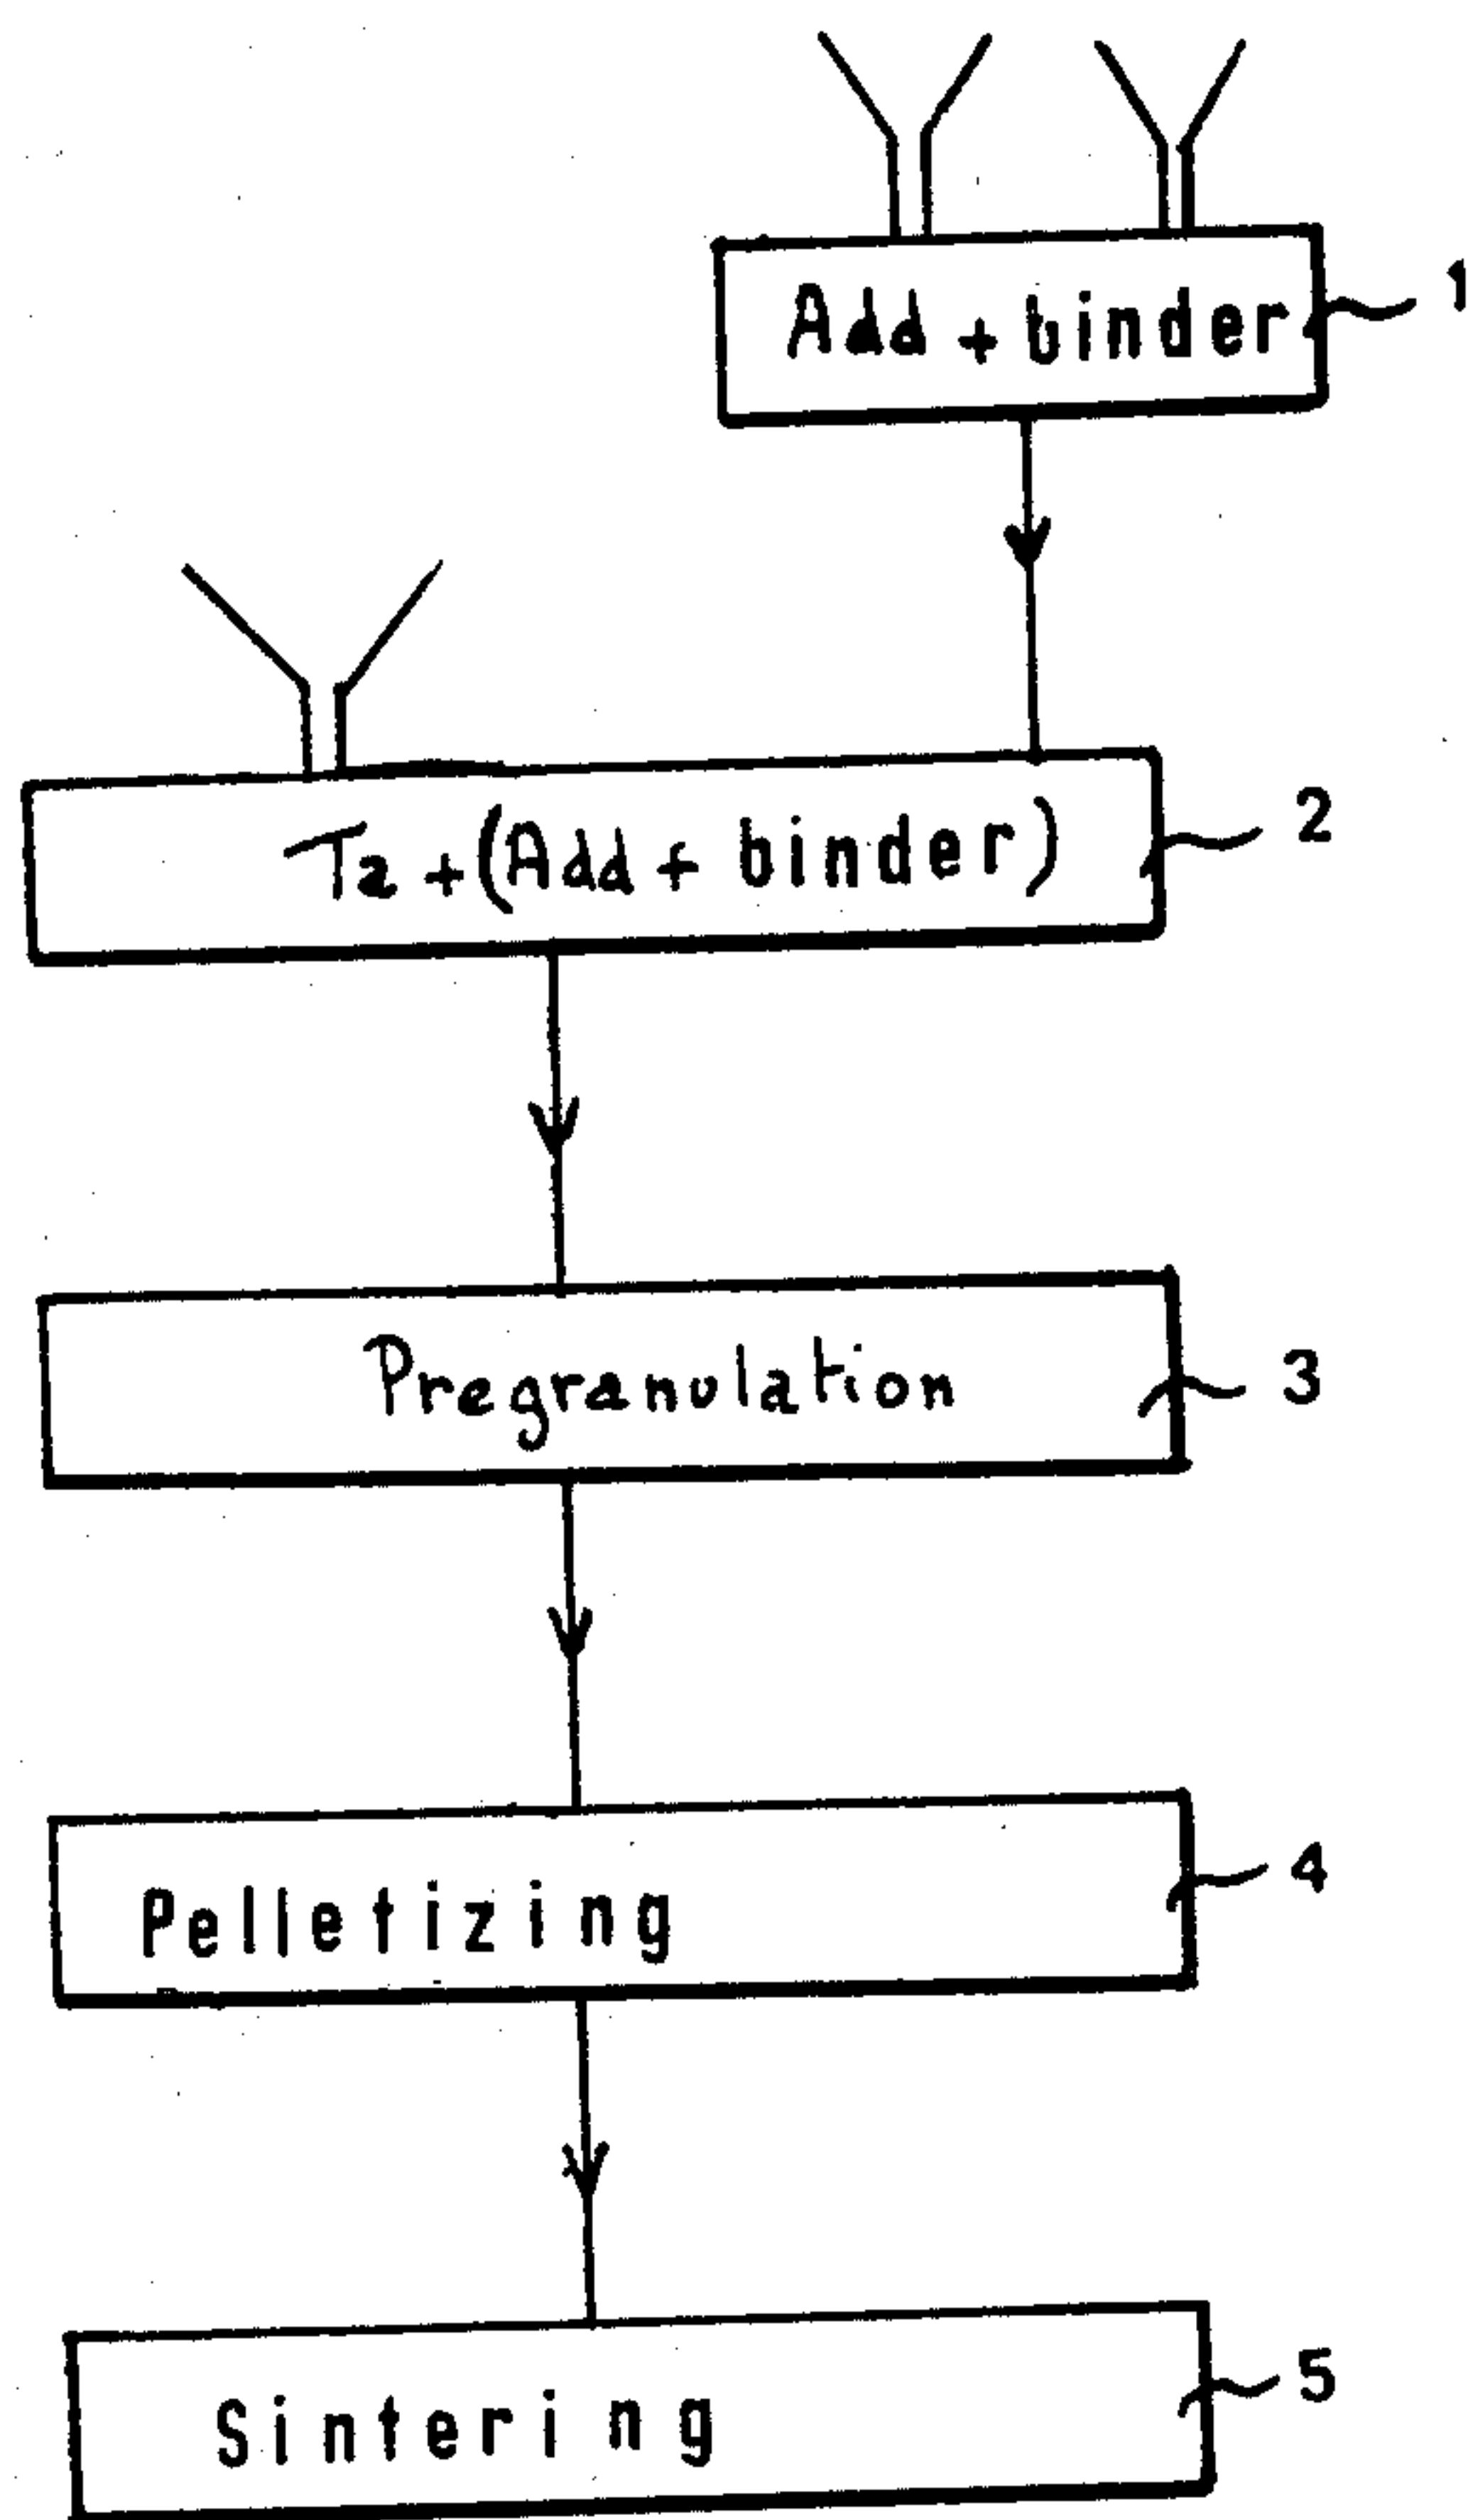 Add + binder 1
Ta + (Add + binder) 2
Pregranulation 3
Pelletizing 4
Sintering 5